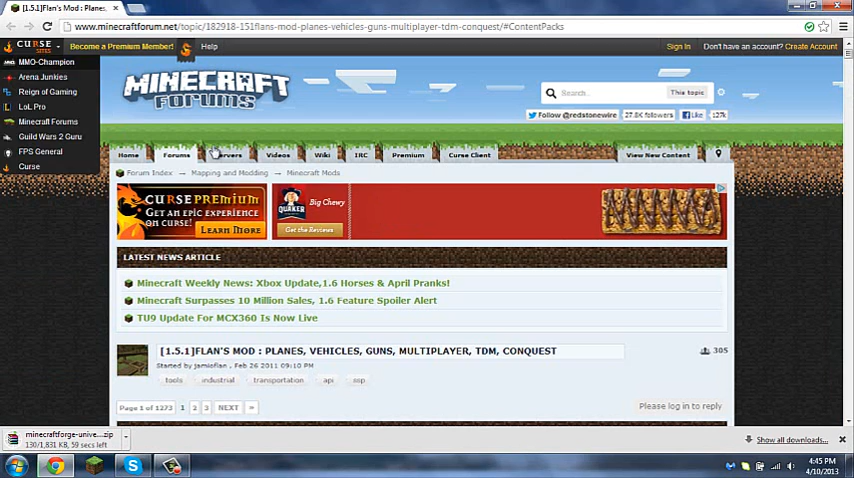 [1.5.1]Flan's Mod : Planes,
www.minecraftforum.net/topic/182918-151flans-mod-planes-vehicles-guns-multiplayer-tdm-conquest/#ContentPacks
CURSE SITES
Become a Premium Member!
Help
Sign In
Don't have an account? Create Account
MMO-Champion
Arena Junkies
Reign of Gaming
LoL Pro
Minecraft Forums
Guild Wars 2 Guru
FPS General
Curse
MINECRAFT
FORUMS
Search...
This topic
Follow @redstonewire
27.8K followers
Like
127k
Home
Forums
Servers
Videos
Wiki
IRC
Premium
Curse Client
View New Content
Forum Index → Mapping and Modding → Minecraft Mods
CURSE PREMIUM
GET AN EPIC EXPERIENCE
ON CURSE!
LEARN MORE
QUAKER
Big Chewy
Get the Reviews
LATEST NEWS ARTICLE
Minecraft Weekly News: Xbox Update,1.6 Horses & April Pranks!
Minecraft Surpasses 10 Million Sales, 1.6 Feature Spoiler Alert
TU9 Update For MCX360 Is Now Live
[1.5.1]FLAN'S MOD : PLANES, VEHICLES, GUNS, MULTIPLAYER, TDM, CONQUEST
305
Started by jamioflan , Feb 26 2011 09:10 PM
tools
industrial
transportation
api
ssp
Page 1 of 1273
1
2
3
NEXT
»
Please log in to reply
minecraftforge-unive....zip
130/1,831 KB, 59 secs left
Show all downloads...
4:45 PM
4/10/2013